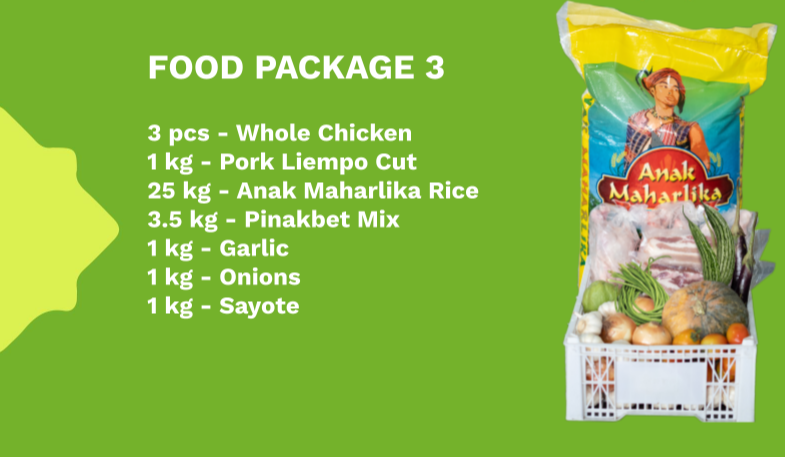 FOOD PACKAGE 3
3 pcs - Whole Chicken
1 kg - Pork Liempo Cut
25 kg - Anak Maharlika Rice
3.5 kg - Pinakbet Mix
1 kg - Garlic
1 kg - Onions
1 kg - Sayote
Anak
Maharlika